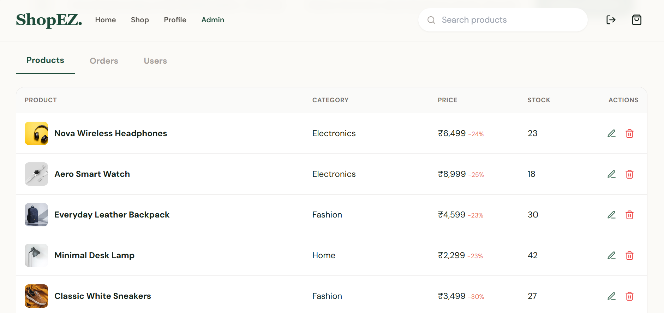 ShopEZ. Home Shop Profile Admin Search products
Products Orders Users
PRODUCT CATEGORY PRICE STOCK ACTIONS
Nova Wireless Headphones Electronics ₹6,499 -24% 23
Aero Smart Watch Electronics ₹8,999 -25% 18
Everyday Leather Backpack Fashion ₹4,599 -23% 30
Minimal Desk Lamp Home ₹2,299 -23% 42
Classic White Sneakers Fashion ₹3,499 -30% 27